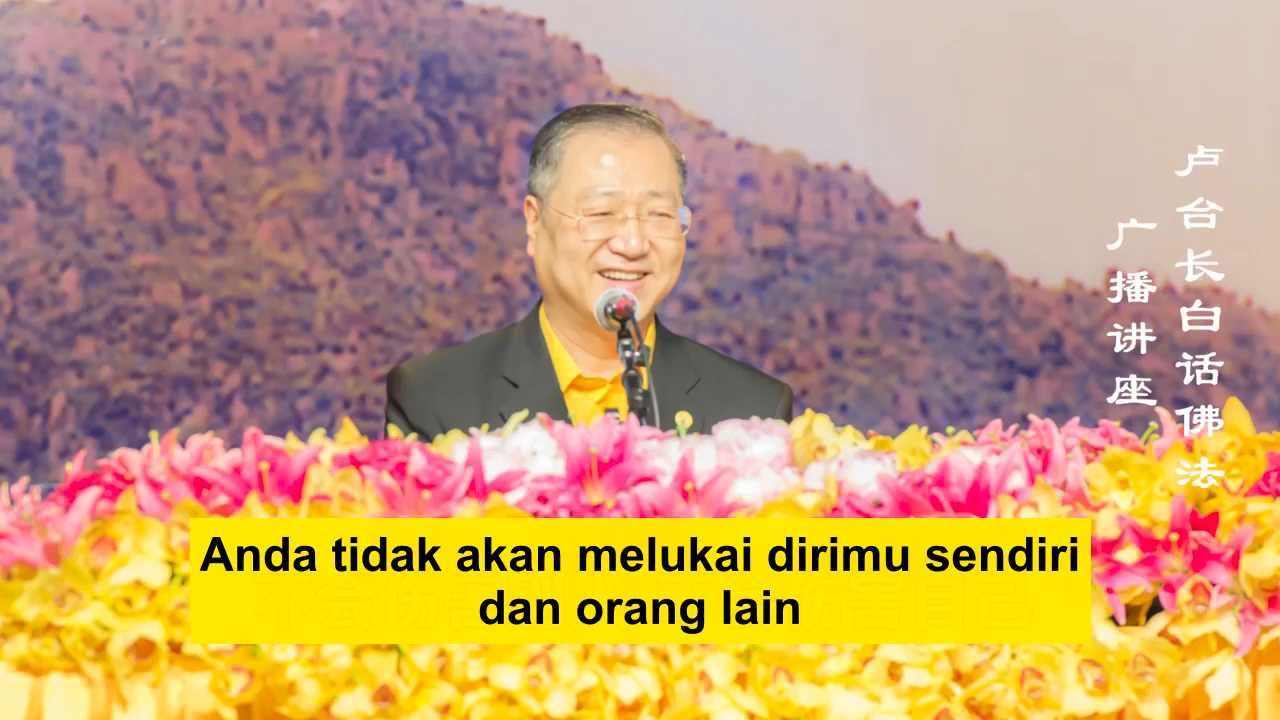 卢台长白话佛法
广播讲座
Anda tidak akan melukai dirimu sendiri
dan orang lain